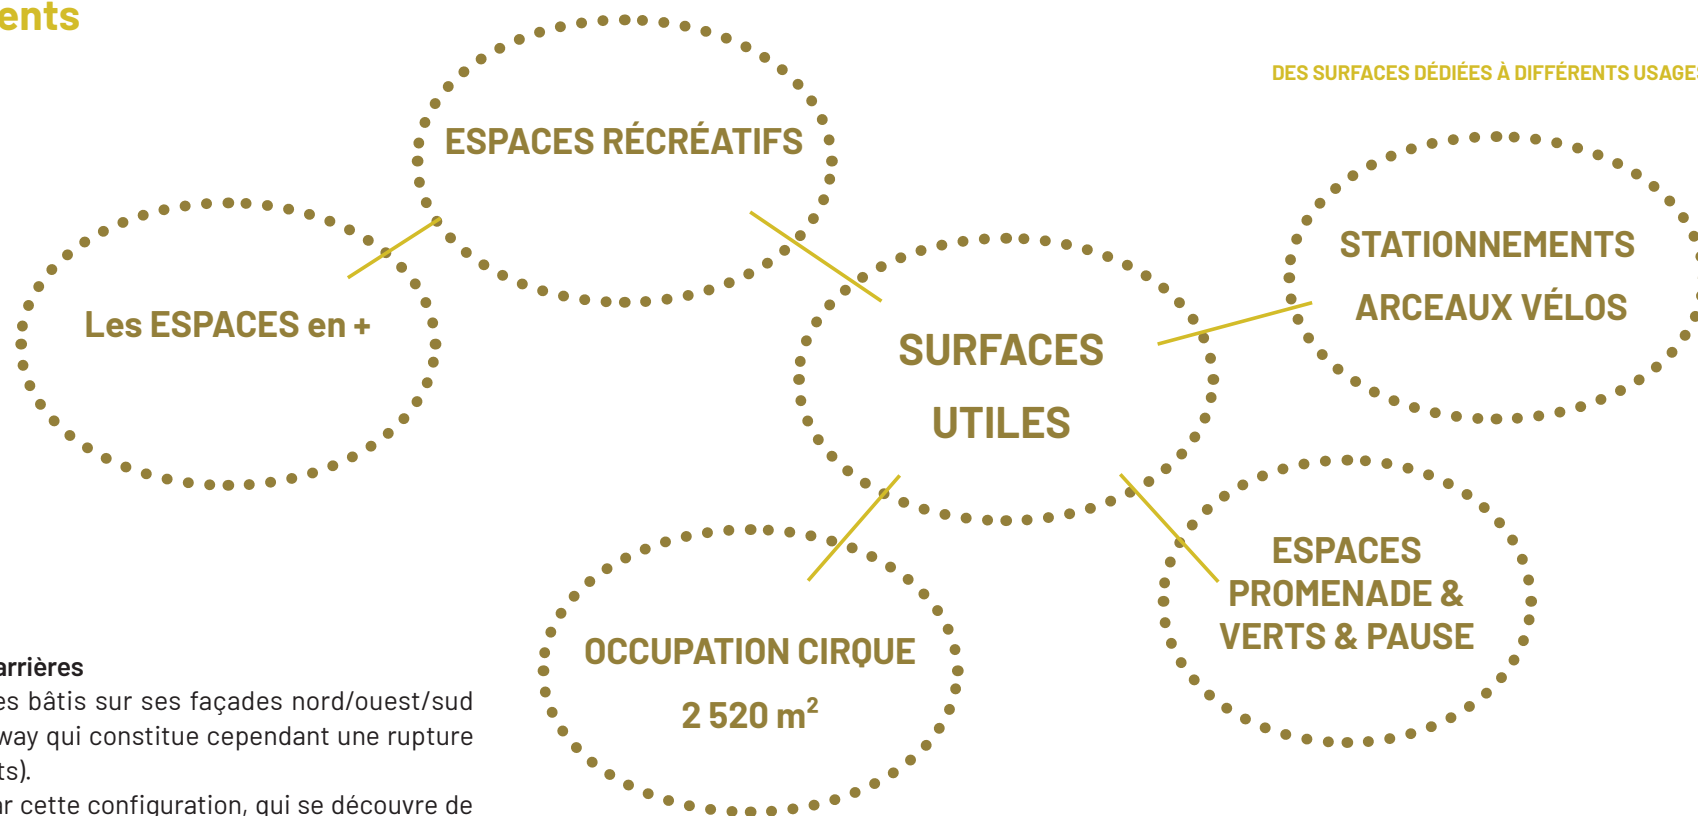 ents
DES SURFACES DÉDIÉES À DIFFÉRENTS USAGES
ESPACES RÉCRÉATIFS
Les ESPACES en +
SURFACES
UTILES
STATIONNEMENTS
ARCEAUX VÉLOS
ESPACES
PROMENADE &
VERTS & PAUSE
OCCUPATION CIRQUE
2 520 m²
arrières
es bâtis sur ses façades nord/ouest/sud
way qui constitue cependant une rupture
ts).
ar cette configuration, qui se découvre de